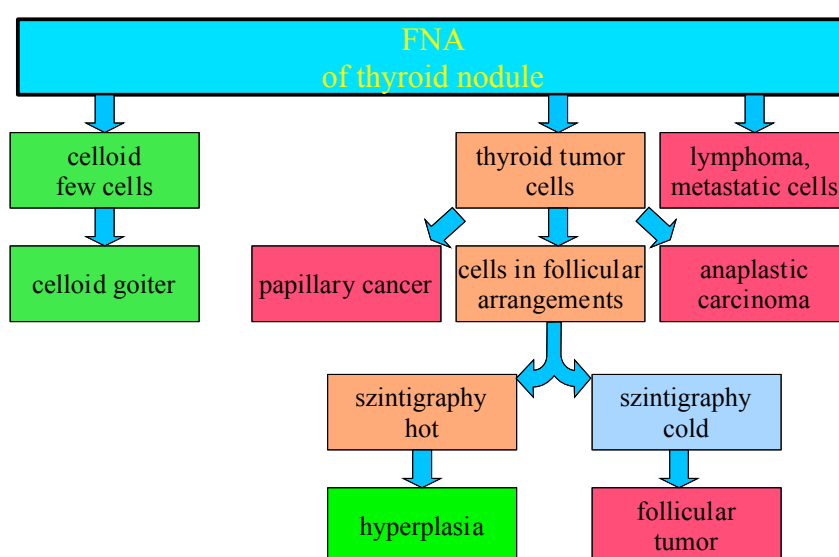 FNA
of thyroid nodule
celloid
few cells
thyroid tumor
cells
lymphoma,
metastatic cells
celloid goiter
papillary cancer
cells in follicular
arrangements
anaplastic
carcinoma
szintigraphy
hot
szintigraphy
cold
hyperplasia
follicular
tumor